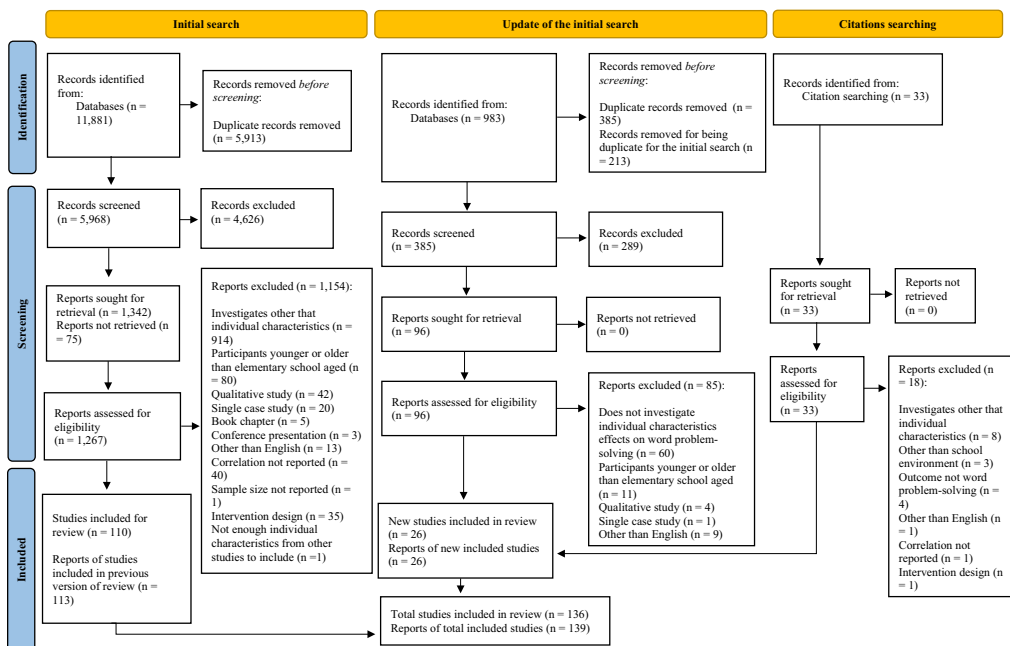 Initial search
Update of the initial search
Citations searching
Identification
Screening
Included
Records identified
from:
Databases (n =
11,881)
Records removed before
screening:
Duplicate records removed
(n = 5,913)
Records screened
(n = 5,968)
Records excluded
(n = 4,626)
Reports sought for
retrieval (n = 1,342)
Reports not retrieved (n
= 75)
Reports assessed for
eligibility
(n = 1,267)
Reports excluded (n = 1,154):
Investigates other that
individual characteristics (n =
914)
Participants younger or older
than elementary school aged (n
= 80)
Qualitative study (n = 42)
Single case study (n = 20)
Book chapter (n = 5)
Conference presentation (n = 3)
Other than English (n = 13)
Correlation not reported (n =
40)
Sample size not reported (n =
1)
Intervention design (n = 35)
Not enough individual
characteristics from other
studies to include (n =1)
Studies included for
review (n = 110)
Reports of studies
included in previous
version of review (n =
113)
Records identified from:
Databases (n = 983)
Records removed before
screening:
Duplicate records removed (n =
385)
Records removed for being
duplicate for the initial search (n
= 213)
Records screened
(n = 385)
Records excluded
(n = 289)
Reports sought for retrieval
(n = 96)
Reports not retrieved
(n = 0)
Reports assessed for eligibility
(n = 96)
Reports excluded (n = 85):
Does not investigate
individual characteristics
effects on word problem-
solving (n = 60)
Participants younger or older
than elementary school aged
(n = 11)
Qualitative study (n = 4)
Single case study (n = 1)
Other than English (n = 9)
New studies included in review
(n = 26)
Reports of new included studies
(n = 26)
Total studies included in review (n = 136)
Reports of total included studies (n = 139)
Records identified from:
Citation searching (n = 33)
Reports sought
for retrieval
(n = 33)
Reports not
retrieved
(n = 0)
Reports
assessed for
eligibility
(n = 33)
Reports excluded (n
= 18):
Investigates other that
individual
characteristics (n = 8)
Other than school
environment (n = 3)
Outcome not word
problem-solving (n =
4)
Other than English
(n = 1)
Correlation not
reported (n = 1)
Intervention design (n
= 1)